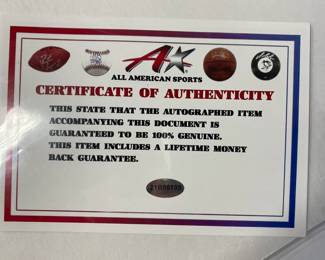 ALL AMERICAN SPORTS
CERTIFICATE OF AUTHENTICITY
THIS STATE THAT THE AUTOGRAPHED ITEM
ACCOMPANYING THIS DOCUMENT IS
GUARANTEED TO BE 100% GENUINE.
THIS ITEM INCLUDES A LIFETIME MONEY
BACK GUARANTEE.